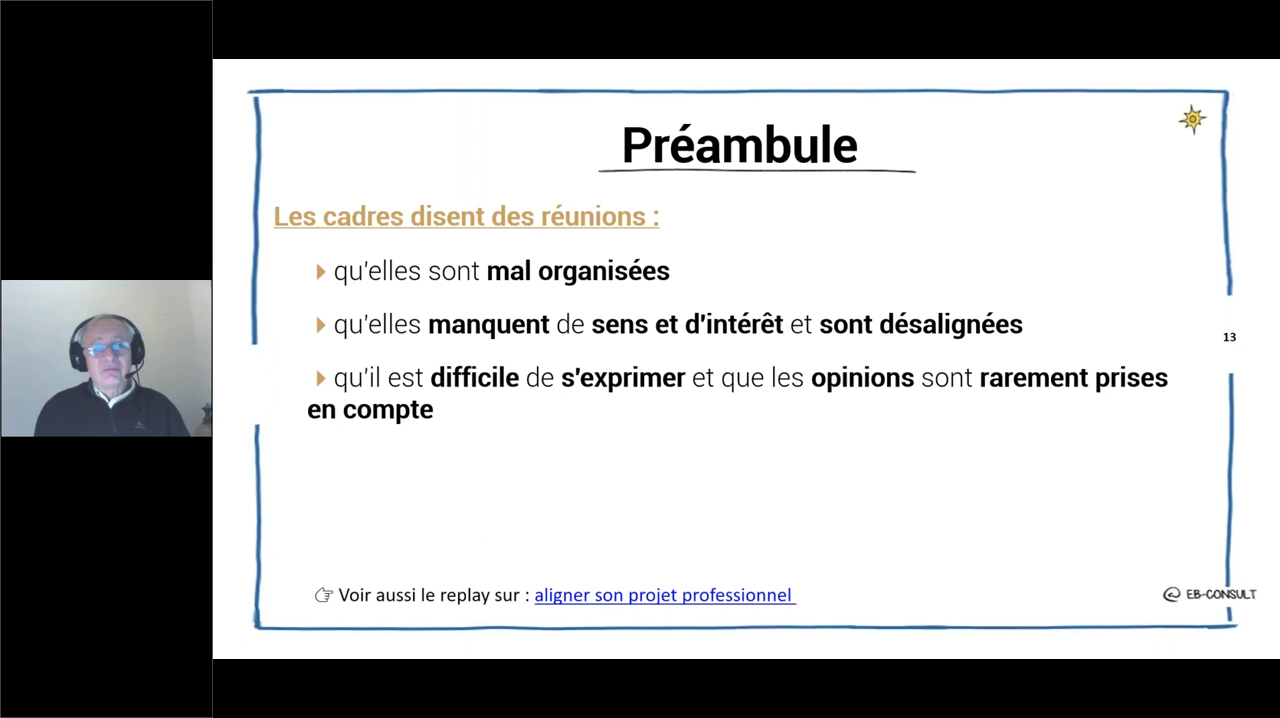 Préambule
Les cadres disent des réunions :
qu'elles sont mal organisées
qu'elles manquent de sens et d'intérêt et sont désalignées
13
qu'il est difficile de s'exprimer et que les opinions sont rarement prises
en compte
Voir aussi le replay sur : aligner son projet professionnel
@ EB-CONSULT